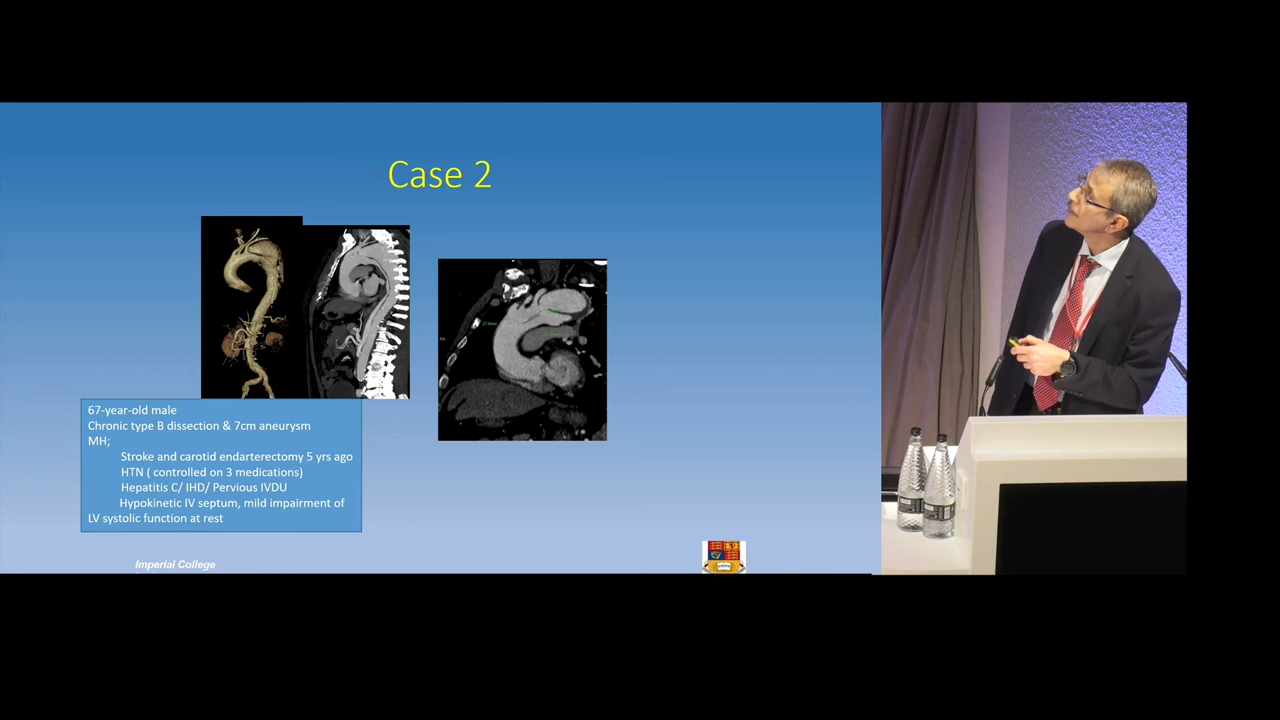 Case 2
67-year-old male
Chronic type B dissection & 7cm aneurysm
MH;
Stroke and carotid endarterectomy 5 yrs ago
HTN ( controlled on 3 medications)
Hepatitis C/ IHD/ Pervious IVDU
Hypokinetic IV septum, mild impairment of
LV systolic function at rest
Imperial College